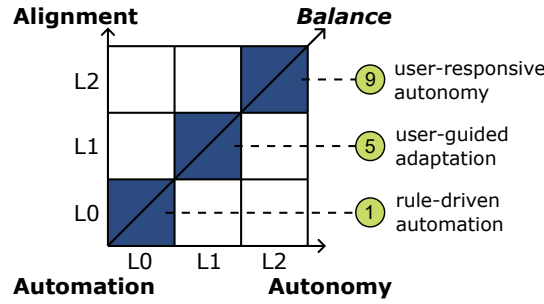 Alignment
Balance
L2
9
user-responsive
autonomy
L1
5
user-guided
adaptation
L0
1
rule-driven
automation
L0 L1 L2
Automation
Autonomy